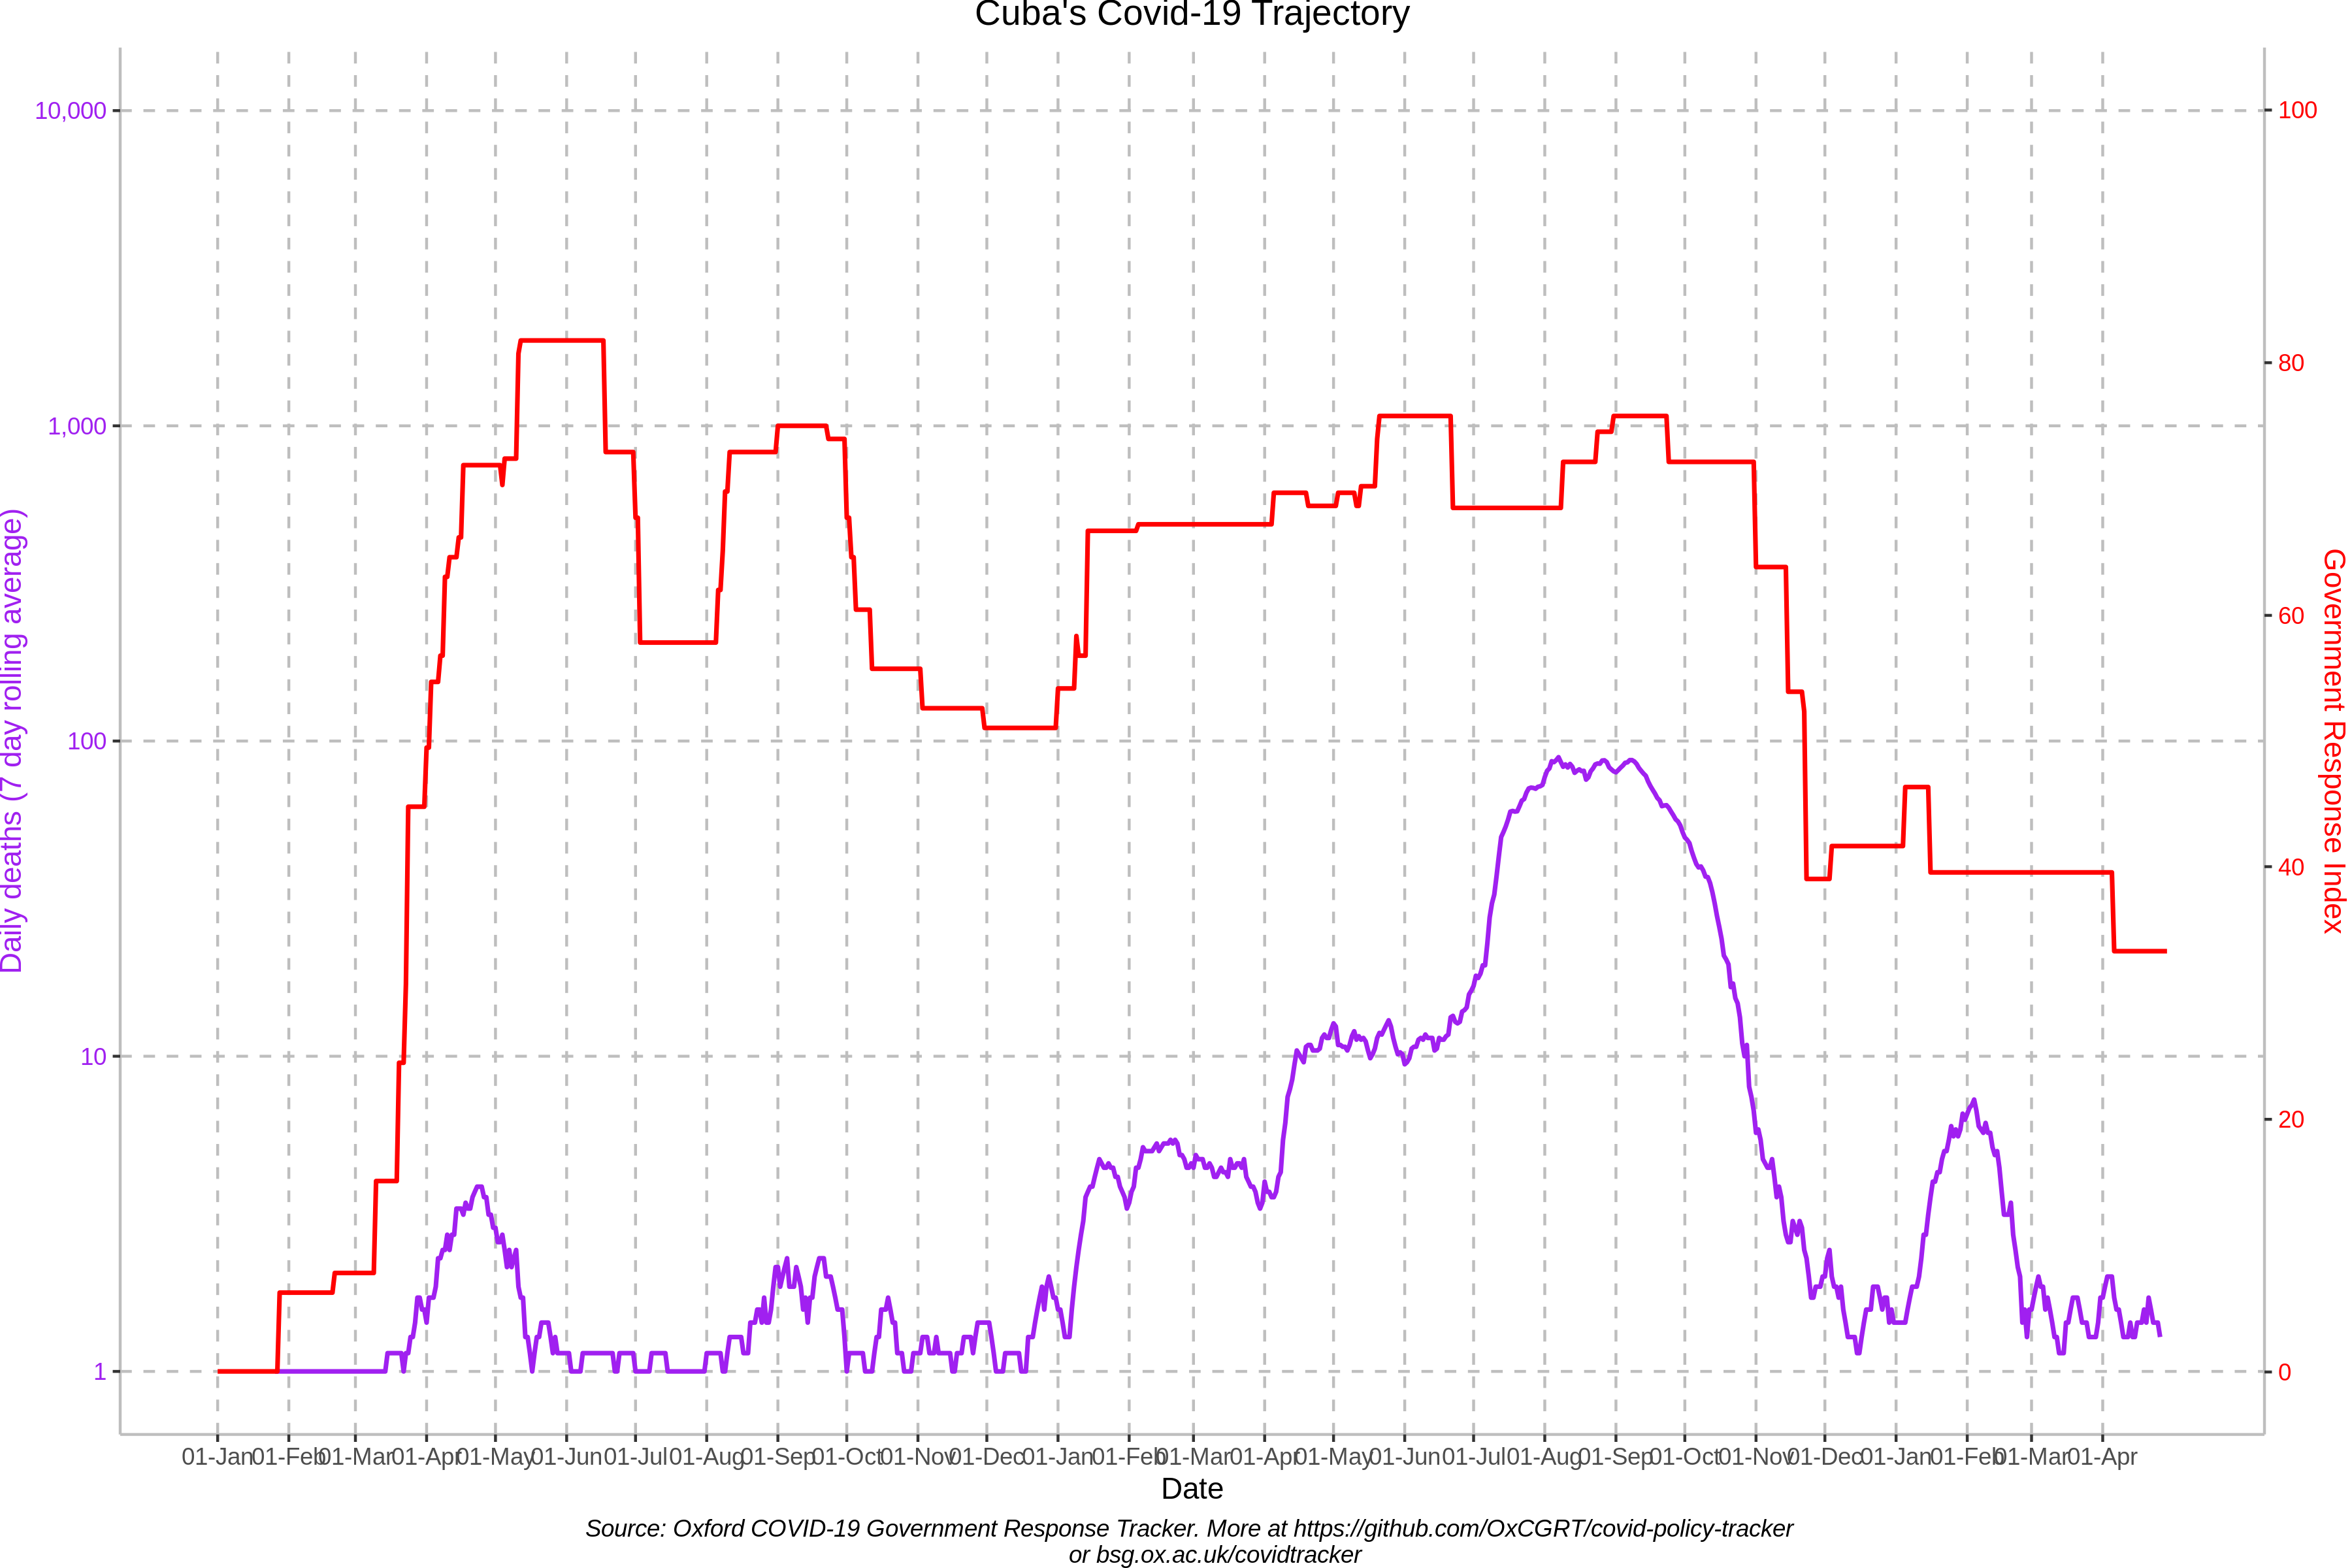 Cuba's Covid-19 Trajectory
10,000
1,000
100
10
1
Daily deaths (7 day rolling average)
100
80
60
40
20
0
Government Response Index
01-Jan 01-Feb 01-Mar 01-Apr 01-May 01-Jun 01-Jul 01-Aug 01-Sep 01-Oct 01-Nov 01-Dec 01-Jan 01-Feb 01-Mar 01-Apr 01-May 01-Jun 01-Jul 01-Aug 01-Sep 01-Oct 01-Nov 01-Dec 01-Jan 01-Feb 01-Mar 01-Apr
Date
Source: Oxford COVID-19 Government Response Tracker. More at https://github.com/OxCGRT/covid-policy-tracker
or bsg.ox.ac.uk/covidtracker